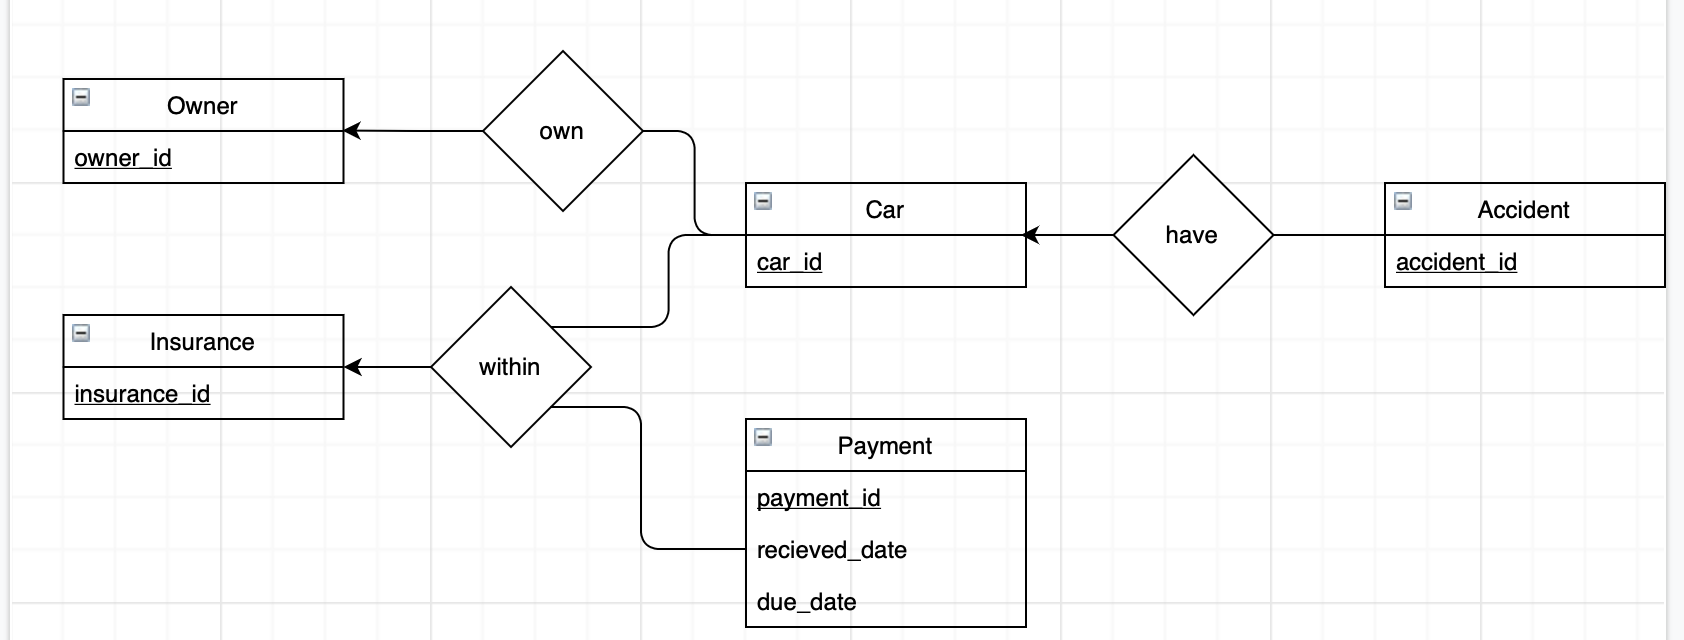 Owner
owner_id
own
Car
car_id
have
Accident
accident_id
Insurance
insurance_id
within
Payment
payment_id
recieved_date
due_date